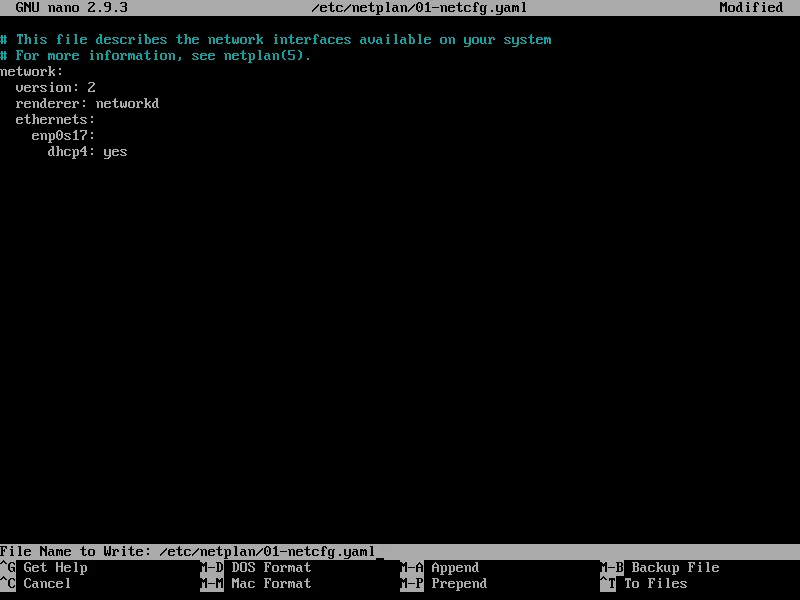 GNU nano 2.9.3 /etc/netplan/01-netcfg.yaml Modified
# This file describes the network interfaces available on your system
# For more information, see netplan(5).
network:
  version: 2
  renderer: networkd
  ethernets:
    enp0s17:
      dhcp4: yes
File Name to Write: /etc/netplan/01-netcfg.yaml
^G Get Help M-D DOS Format M-A Append M-B Backup File
^C Cancel M-M Mac Format M-P Prepend ^T To Files